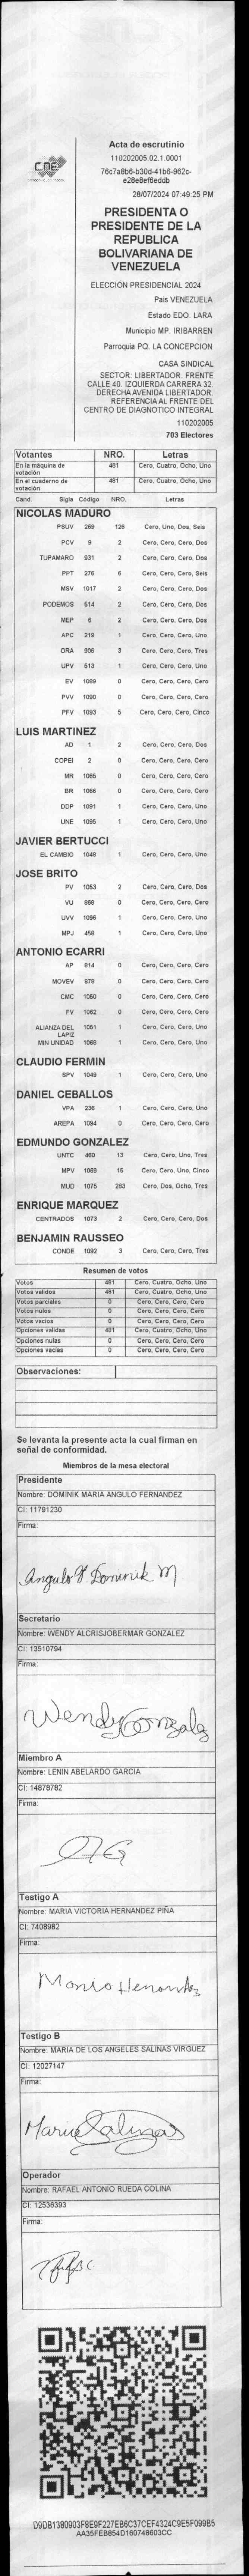 CNE
Acta de escrutinio
110202005.02.1.0001
76c7a8b6-b30d-41b6-962c-
e28e8ef6eddb
28/07/2024 07:49:25 PM
PRESIDENTA O
PRESIDENTE DE LA
REPUBLICA
BOLIVARIANA DE
VENEZUELA
ELECCIÓN PRESIDENCIAL 2024
País VENEZUELA
Estado EDO. LARA
Municipio MP. IRIBARREN
Parroquia PQ. LA CONCEPCION
CASA SINDICAL
SECTOR: LIBERTADOR. FRENTE
CALLE 40. IZQUIERDA CARRERA 32.
DERECHA AVENIDA LIBERTADOR.
REFERENCIA AL FRENTE DEL
CENTRO DE DIAGNOTICO INTEGRAL
110202005
703 Electores
Votantes NRO. Letras
En la máquina de votación 481 Cero, Cuatro, Ocho, Uno
En el cuaderno de votación 481 Cero, Cuatro, Ocho, Uno
Cand. Sigla Código NRO. Letras
NICOLAS MADURO
PSUV 269 126 Cero, Uno, Dos, Seis
PCV 9 2 Cero, Cero, Cero, Dos
TUPAMARO 931 2 Cero, Cero, Cero, Dos
PPT 276 6 Cero, Cero, Cero, Seis
MSV 1017 2 Cero, Cero, Cero, Dos
PODEMOS 514 2 Cero, Cero, Cero, Dos
MEP 6 2 Cero, Cero, Cero, Dos
APC 219 1 Cero, Cero, Cero, Uno
ORA 906 3 Cero, Cero, Cero, Tres
UPV 513 1 Cero, Cero, Cero, Uno
EV 1089 0 Cero, Cero, Cero, Cero
PVV 1090 0 Cero, Cero, Cero, Cero
PFV 1093 5 Cero, Cero, Cero, Cinco
LUIS MARTINEZ
AD 1 2 Cero, Cero, Cero, Dos
COPEI 2 0 Cero, Cero, Cero, Cero
MR 1065 0 Cero, Cero, Cero, Cero
BR 1066 0 Cero, Cero, Cero, Cero
DDP 1091 1 Cero, Cero, Cero, Uno
UNE 1095 1 Cero, Cero, Cero, Uno
JAVIER BERTUCCI
EL CAMBIO 1048 1 Cero, Cero, Cero, Uno
JOSE BRITO
PV 1053 2 Cero, Cero, Cero, Dos
VU 868 0 Cero, Cero, Cero, Cero
UVV 1096 1 Cero, Cero, Cero, Uno
MPJ 458 1 Cero, Cero, Cero, Uno
ANTONIO ECARRI
AP 814 0 Cero, Cero, Cero, Cero
MOVEV 978 0 Cero, Cero, Cero, Cero
CMC 1050 0 Cero, Cero, Cero, Cero
FV 1062 0 Cero, Cero, Cero, Cero
ALIANZA DEL LAPIZ 1051 1 Cero, Cero, Cero, Uno
MIN UNIDAD 1069 1 Cero, Cero, Cero, Uno
CLAUDIO FERMIN
SPV 1049 1 Cero, Cero, Cero, Uno
DANIEL CEBALLOS
VPA 236 1 Cero, Cero, Cero, Uno
AREPA 1094 0 Cero, Cero, Cero, Cero
EDMUNDO GONZALEZ
UNTC 460 13 Cero, Cero, Uno, Tres
MPV 1068 15 Cero, Cero, Uno, Cinco
MUD 1075 283 Cero, Dos, Ocho, Tres
ENRIQUE MARQUEZ
CENTRADOS 1073 2 Cero, Cero, Cero, Dos
BENJAMIN RAUSSEO
CONDE 1092 3 Cero, Cero, Cero, Tres
Resumen de votos
Votos 481 Cero, Cuatro, Ocho, Uno
Votos validos 481 Cero, Cuatro, Ocho, Uno
Votos parciales 0 Cero, Cero, Cero, Cero
Votos nulos 0 Cero, Cero, Cero, Cero
Votos vacios 0 Cero, Cero, Cero, Cero
Opciones validas 481 Cero, Cuatro, Ocho, Uno
Opciones nulas 0 Cero, Cero, Cero, Cero
Opciones vacias 0 Cero, Cero, Cero, Cero
Observaciones:
Se levanta la presente acta la cual firman en
señal de conformidad.
Miembros de la mesa electoral
Presidente
Nombre: DOMINIK MARIA ANGULO FERNANDEZ
CI: 11791230
Firma:
Angulo F Dominik M
Secretario
Nombre: WENDY ALCRISJOBERMAR GONZALEZ
CI: 13510794
Firma:
Wendy Gonzalez
Miembro A
Nombre: LENIN ABELARDO GARCIA
CI: 14878782
Firma:
Testigo A
Nombre: MARIA VICTORIA HERNANDEZ PIÑA
CI: 7408982
Firma:
Testigo B
Nombre: MARIA DE LOS ANGELES SALINAS VIRGUEZ
CI: 12027147
Firma:
Maria Salinas
Operador
Nombre: RAFAEL ANTONIO RUEDA COLINA
CI: 12536393
Firma:
D9DB1380903F8E9F227EB6C37CEF4324C9E5F099B5
AA35FEB854D160748603CC